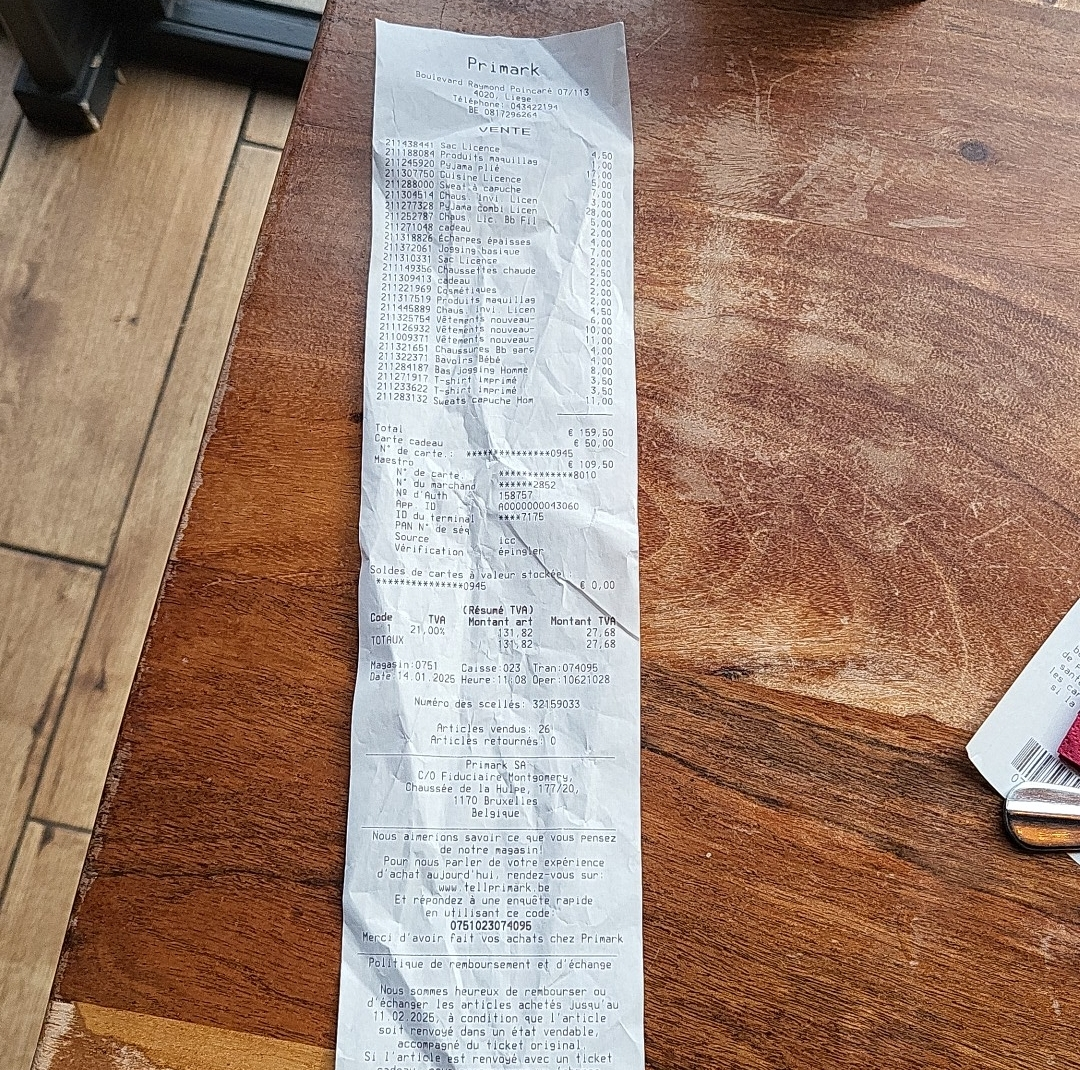 Primark
Boulevard Raymond Poincaré 07/113
4020, Liege
Téléphone: 043422194
BE 0817296264
VENTE
211438441 Sac Licence 4,50
211188084 Produits maquillag 1,00
211245920 Pyjama plié 17,00
211307750 Cuisine Licence 5,00
211288000 Sweat à capuche 7,00
211304514 Chaus. Invi. Licen 3,00
211277328 Pyjama combi Licen 28,00
211252787 Chaus. Lic. Bb Fil 5,00
211271048 cadeau 2,00
211318826 Écharpes épaisses 4,00
211372061 Jogging basique 7,00
211310331 Sac Licence 2,00
211149356 Chaussettes chaude 2,50
211309413 cadeau 2,00
211221969 Cosmétiques 2,00
211317519 Produits maquillag 2,00
211445889 Chaus. Invi. Licen 4,50
211325754 Vêtements nouveau- 6,00
211126932 Vêtements nouveau- 10,00
211009371 Vêtements nouveau- 11,00
211321651 Chaussures Bb garç 4,00
211322371 Bavoirs Bébé 4,00
211284187 Bas jogging Homme 8,00
211271917 T-shirt imprimé 3,50
211233622 T-shirt imprimé 3,50
211283132 Sweats capuche Hom 11,00
Total € 159,50
Carte cadeau € 50,00
N° de carte.: ***************0945
Maestro € 109,50
N° de carte ************8010
N° du marchand ******2852
Nº d'Auth 158757
App. ID A0000000043060
ID du terminal ****7175
PAN N° de séq
Source icc
Vérification épingler
Soldes de cartes à valeur stockée:
***************0945 € 0,00
(Résumé TVA)
Code TVA Montant art Montant TVA
1 21,00% 131,82 27,68
TOTAUX 131,82 27,68
Magasin:0751 Caisse:023 Tran:074095
Date:14.01.2025 Heure:11:08 Oper:10621028
Numéro des scellés: 32159033
Articles vendus: 26
Articles retournés: 0
Primark SA
C/O Fiduciaire Montgomery,
Chaussée de la Hulpe, 177/20,
1170 Bruxelles
Belgique
Nous aimerions savoir ce que vous pensez
de notre magasin!
Pour nous parler de votre expérience
d'achat aujourd'hui, rendez-vous sur:
www.tellprimark.be
Et répondez à une enquête rapide
en utilisant ce code:
0751023074095
Merci d'avoir fait vos achats chez Primark
Politique de remboursement et d'échange
Nous sommes heureux de rembourser ou
d'échanger les articles achetés jusqu'au
11.02.2025, à condition que l'article
soit renvoyé dans un état vendable,
accompagné du ticket original.
Si l'article est renvoyé avec un ticket